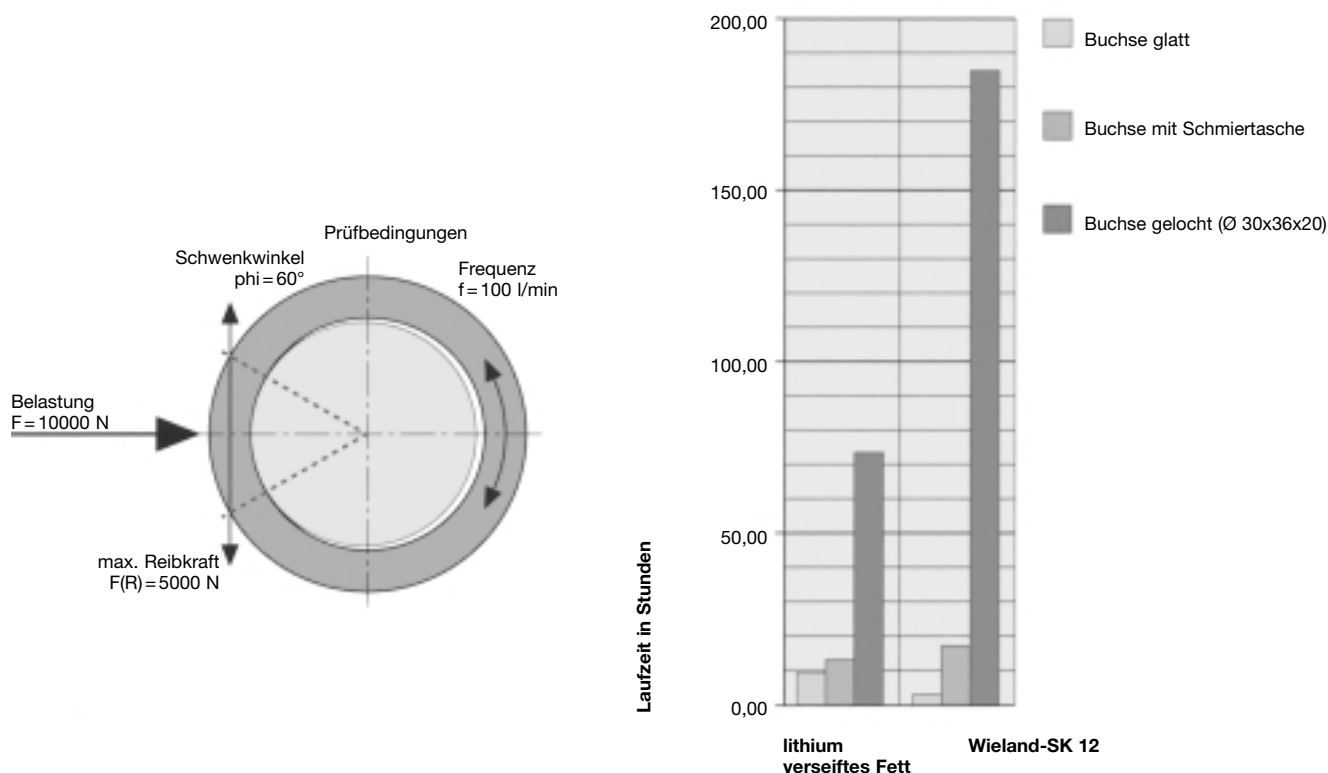 Prüfbedingungen
Schwenkwinkel
phi = 60°
Frequenz
f = 100 l/min
Belastung
F = 10000 N
max. Reibkraft
F(R) = 5000 N
Laufzeit in Stunden
200,00
150,00
100,00
50,00
0,00
lithium
verseiftes Fett
Wieland-SK 12
Buchse glatt
Buchse mit Schmiertasche
Buchse gelocht (Ø 30x36x20)